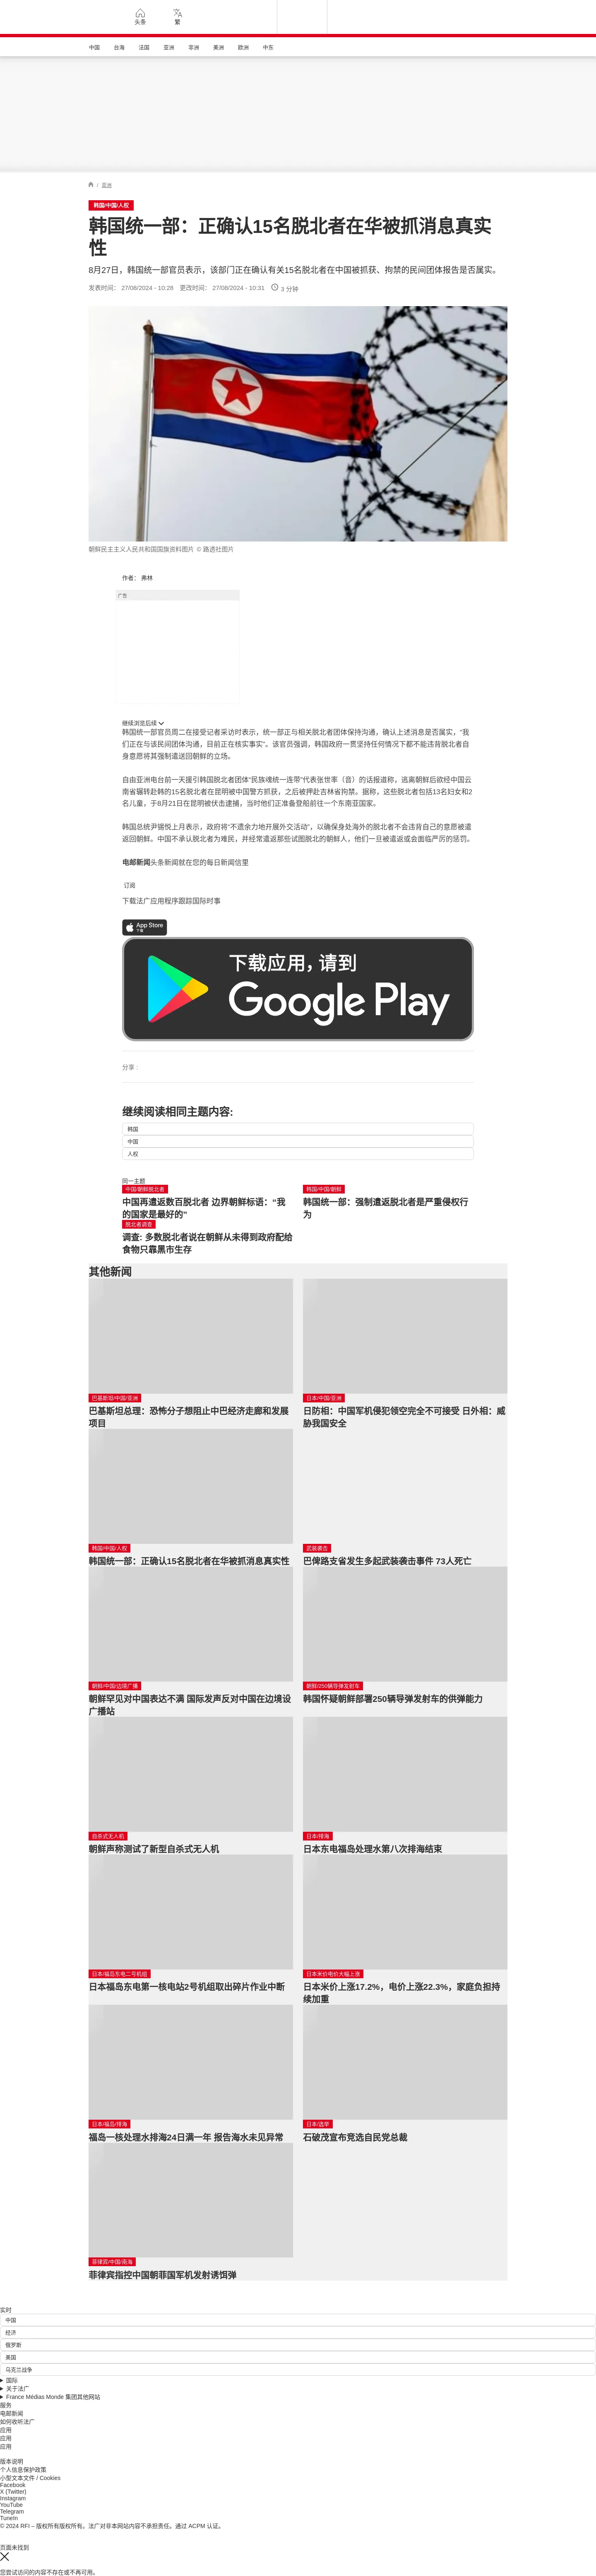 头条
繁
中国
台海
法国
亚洲
非洲
美洲
欧洲
中东
/ 亚洲
韩国/中国/人权
韩国统一部：正确认15名脱北者在华被抓消息真实
性
8月27日，韩国统一部官员表示，该部门正在确认有关15名脱北者在中国被抓获、拘禁的民间团体报告是否属实。
发表时间： 27/08/2024 - 10:28 更改时间： 27/08/2024 - 10:31 3 分钟
朝鲜民主主义人民共和国国旗资料图片 © 路透社图片
作者： 弗林
广告
继续浏览后续
韩国统一部官员周二在接受记者采访时表示，统一部正与相关脱北者团体保持沟通，确认上述消息是否属实，“我
们正在与该民间团体沟通，目前正在核实事实”。该官员强调，韩国政府一贯坚持任何情况下都不能违背脱北者自
身意愿将其强制遣送回朝鲜的立场。
自由亚洲电台前一天援引韩国脱北者团体“民族魂统一连带”代表张世率（音）的话报道称，逃离朝鲜后欲经中国云
南省辗转赴韩的15名脱北者在昆明被中国警方抓获，之后被押赴吉林省拘禁。据称，这些脱北者包括13名妇女和2
名儿童，于8月21日在昆明被伏击逮捕，当时他们正准备登船前往一个东南亚国家。
韩国总统尹锡悦上月表示，政府将“不遗余力地开展外交活动”，以确保身处海外的脱北者不会违背自己的意愿被遣
返回朝鲜。中国不承认脱北者为难民，并经常遣返那些试图脱北的朝鲜人，他们一旦被遣返或会面临严厉的惩罚。
电邮新闻头条新闻就在您的每日新闻信里
订阅
下载法广应用程序跟踪国际时事
App Store
下载
下载应用，请到
Google Play
分享 :
继续阅读相同主题内容:
韩国
中国
人权
同一主题
中国/朝鲜脱北者
中国再遣返数百脱北者 边界朝鲜标语：“我
的国家是最好的”
韩国/中国/朝鲜
韩国统一部：强制遣返脱北者是严重侵权行
为
脱北者调查
调查: 多数脱北者说在朝鲜从未得到政府配给
食物只靠黑市生存
其他新闻
巴基斯坦/中国/亚洲
巴基斯坦总理：恐怖分子想阻止中巴经济走廊和发展
项目
日本/中国/亚洲
日防相：中国军机侵犯领空完全不可接受 日外相：威
胁我国安全
韩国/中国/人权
韩国统一部：正确认15名脱北者在华被抓消息真实性
武装袭击
巴俾路支省发生多起武装袭击事件 73人死亡
朝鲜/中国/边境广播
朝鲜罕见对中国表达不满 国际发声反对中国在边境设
广播站
朝鲜/250辆导弹发射车
韩国怀疑朝鲜部署250辆导弹发射车的供弹能力
自杀式无人机
朝鲜声称测试了新型自杀式无人机
日本/排海
日本东电福岛处理水第八次排海结束
日本/福岛东电二号机组
日本福岛东电第一核电站2号机组取出碎片作业中断
日本米价电价大幅上涨
日本米价上涨17.2%，电价上涨22.3%，家庭负担持
续加重
日本/福岛/排海
福岛一核处理水排海24日满一年 报告海水未见异常
日本/选举
石破茂宣布竞选自民党总裁
菲律宾/中国/南海
菲律宾指控中国朝菲国军机发射诱饵弹
实时
中国
经济
俄罗斯
美国
乌克兰战争
国际
关于法广
France Médias Monde 集团其他网站
服务
电邮新闻
如何收听法广
应用
应用
应用
版本说明
个人信息保护政策
小型文本文件 / Cookies
Facebook
X (Twitter)
Instagram
YouTube
Telegram
TuneIn
© 2024 RFI – 版权所有版权所有。法广对非本网站内容不承担责任。通过 ACPM 认证。
页面未找到
您尝试访问的内容不存在或不再可用。